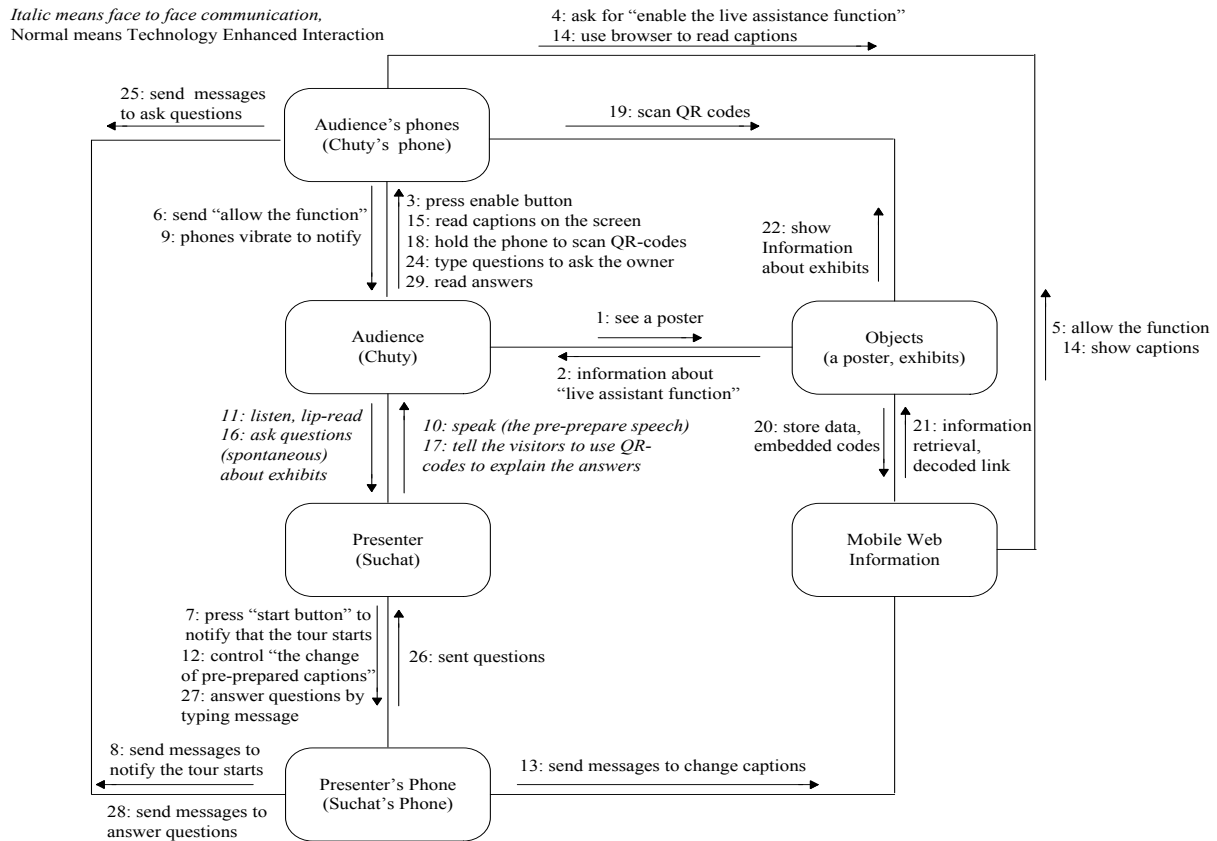 Italic means face to face communication,
Normal means Technology Enhanced Interaction
4: ask for “enable the live assistance function”
14: use browser to read captions
25: send messages
to ask questions
Audience’s phones
(Chuty’s phone)
19: scan QR codes
6: send “allow the function”
9: phones vibrate to notify
3: press enable button
15: read captions on the screen
18: hold the phone to scan QR-codes
24: type questions to ask the owner
29. read answers
22: show
Information
about exhibits
1: see a poster
Audience
(Chuty)
Objects
(a poster, exhibits)
5: allow the function
14: show captions
2: information about
“live assistant function”
11: listen, lip-read
16: ask questions
(spontaneous)
about exhibits
10: speak (the pre-prepare speech)
17: tell the visitors to use QR-
codes to explain the answers
20: store data,
embedded codes
21: information
retrieval,
decoded link
Presenter
(Suchat)
Mobile Web
Information
7: press “start button” to
notify that the tour starts
12: control “the change
of pre-prepared captions”
27: answer questions by
typing message
26: sent questions
8: send messages to
notify the tour starts
Presenter’s Phone
(Suchat’s Phone)
13: send messages to change captions
28: send messages to
answer questions